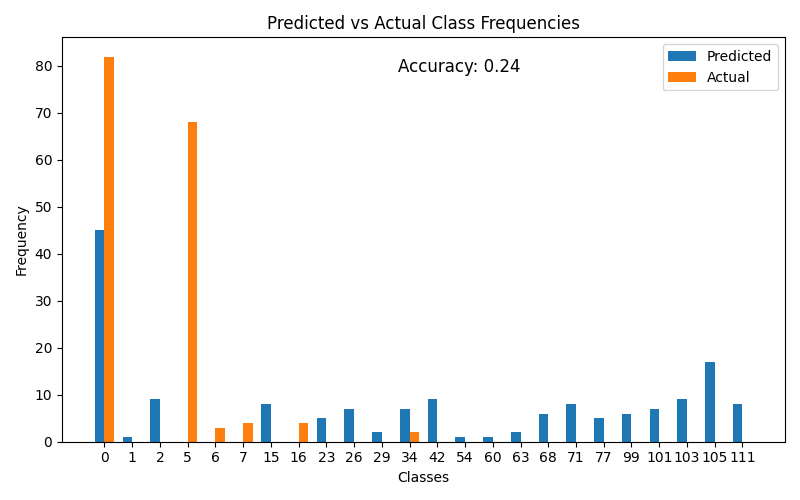 Predicted vs Actual Class Frequencies
Accuracy: 0.24
Predicted
Actual
Frequency
80
70
60
50
40
30
20
10
0
0 1 2 5 6 7 15 16 23 26 29 34 42 54 60 63 68 71 77 99 101 103 105 111
Classes